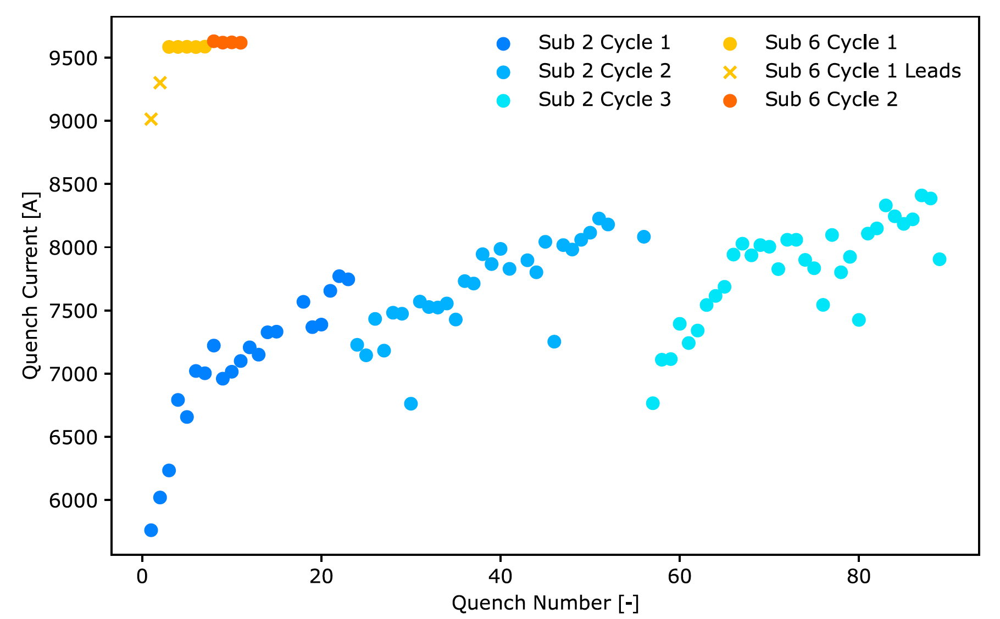 Sub 2 Cycle 1
Sub 2 Cycle 2
Sub 2 Cycle 3
Sub 6 Cycle 1
Sub 6 Cycle 1 Leads
Sub 6 Cycle 2
9500
9000
8500
8000
7500
7000
6500
6000
Quench Current [A]
0 20 40 60 80
Quench Number [-]